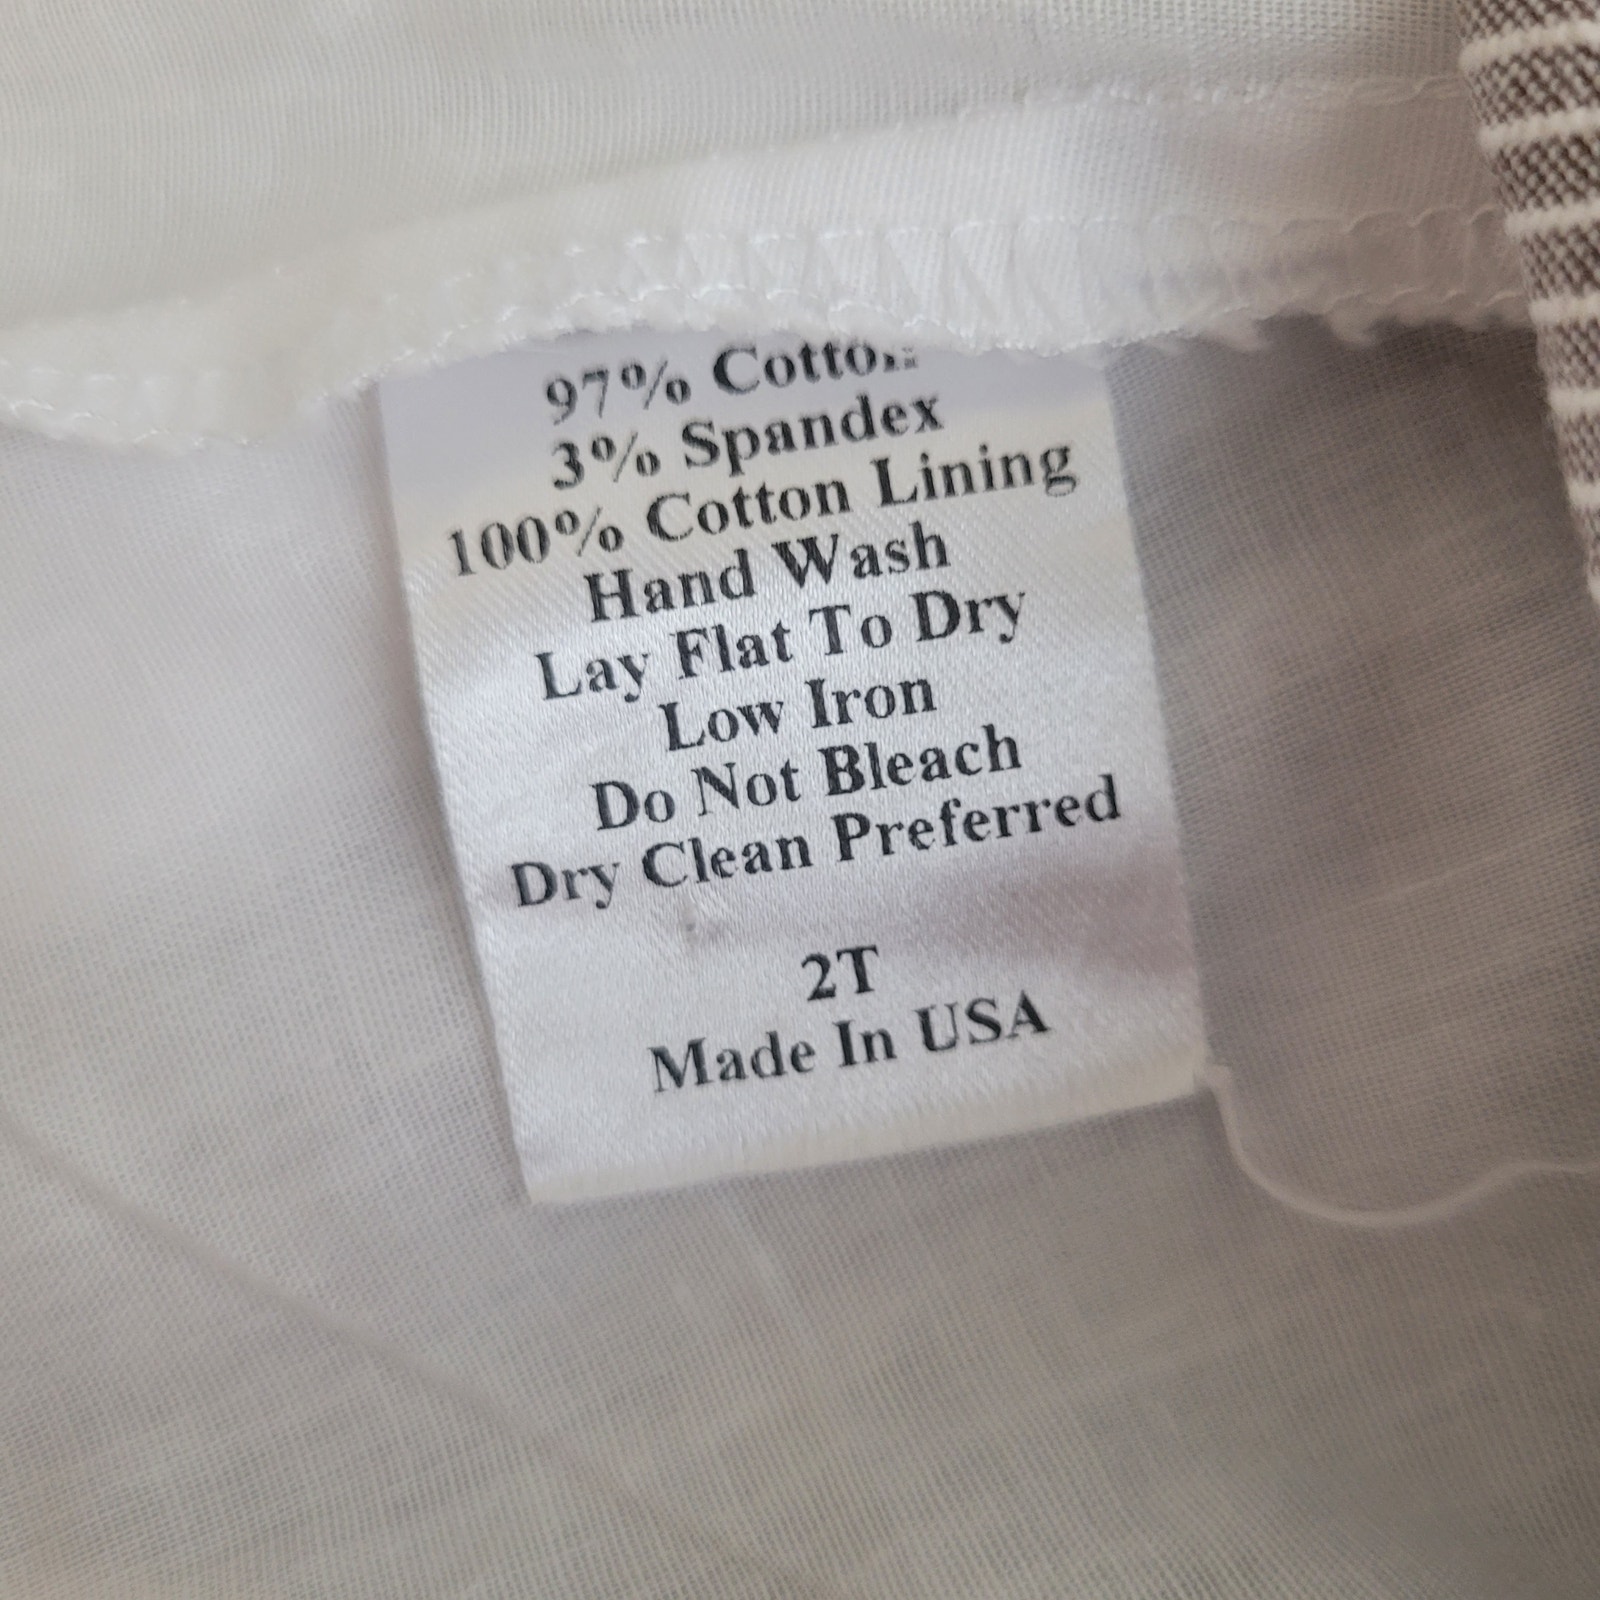 97% Cotton
3% Spandex
100% Cotton Lining
Hand Wash
Lay Flat To Dry
Low Iron
Do Not Bleach
Dry Clean Preferred
2T
Made In USA